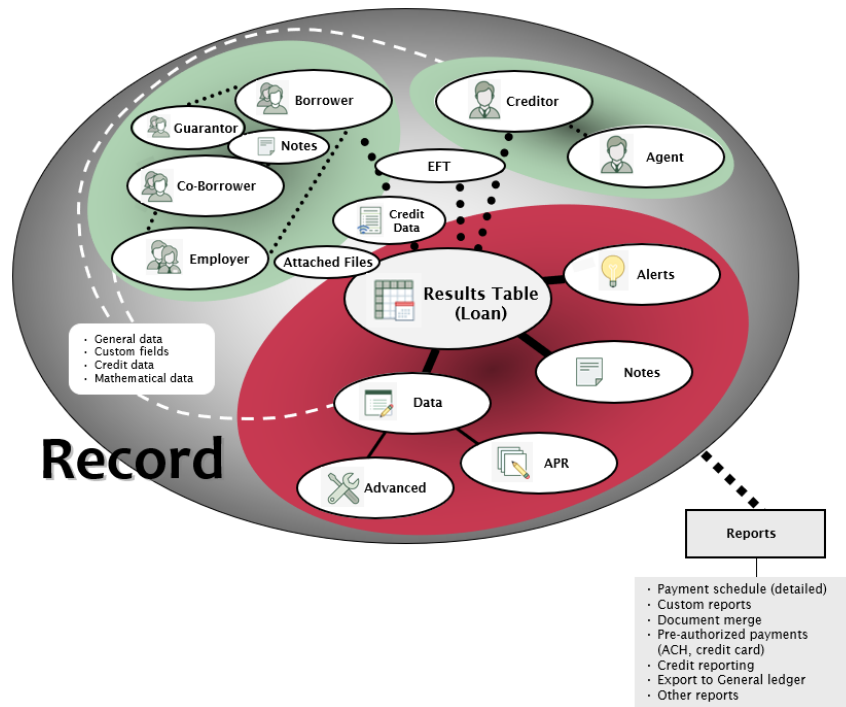 Borrower
Guarantor
Notes
Co-Borrower
Employer
Creditor
Agent
EFT
Credit
Data
Attached Files
Results Table
(Loan)
Alerts
Notes
Data
APR
Advanced
· General data
· Custom fields
· Credit data
· Mathematical data
Record
Reports
· Payment schedule (detailed)
· Custom reports
· Document merge
· Pre-authorized payments
(ACH, credit card)
· Credit reporting
· Export to General ledger
· Other reports